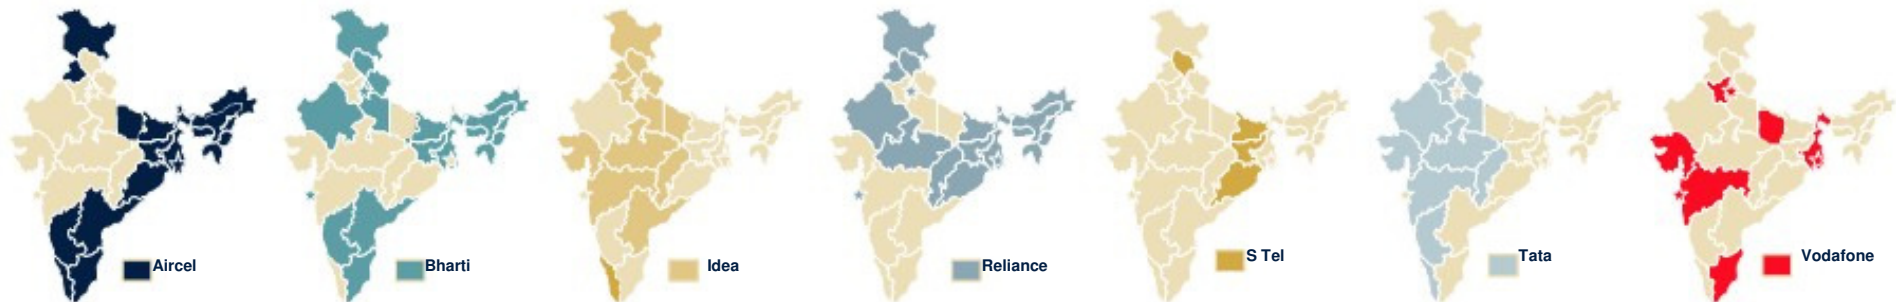 Aircel
Bharti
Idea
Reliance
S Tel
Tata
Vodafone